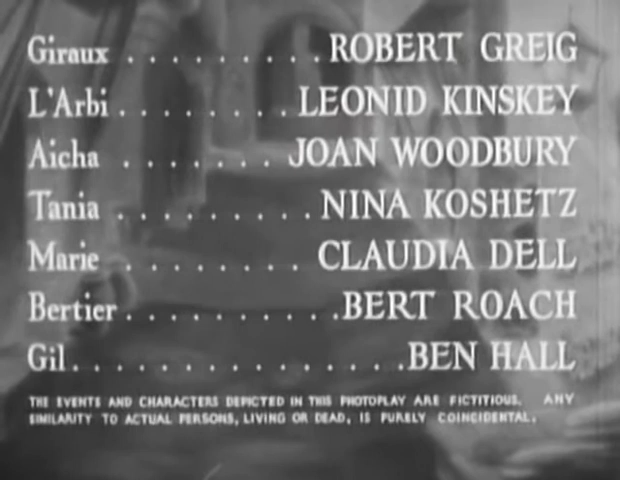 Giraux . . . . . . . . . ROBERT GREIG
L'Arbi . . . . . . . . LEONID KINSKEY
Aicha . . . . . . . JOAN WOODBURY
Tania . . . . . . . . . . NINA KOSHETZ
Marie . . . . . . . . CLAUDIA DELL
Bertier . . . . . . . . . . BERT ROACH
Gil. . . . . . . . . . . . . . . BEN HALL
THE EVENTS AND CHARACTERS DEPICTED IN THIS PHOTOPLAY ARE FICTITIOUS. ANY
SIMILARITY TO ACTUAL PERSONS, LIVING OR DEAD, IS PURELY COINCIDENTAL.